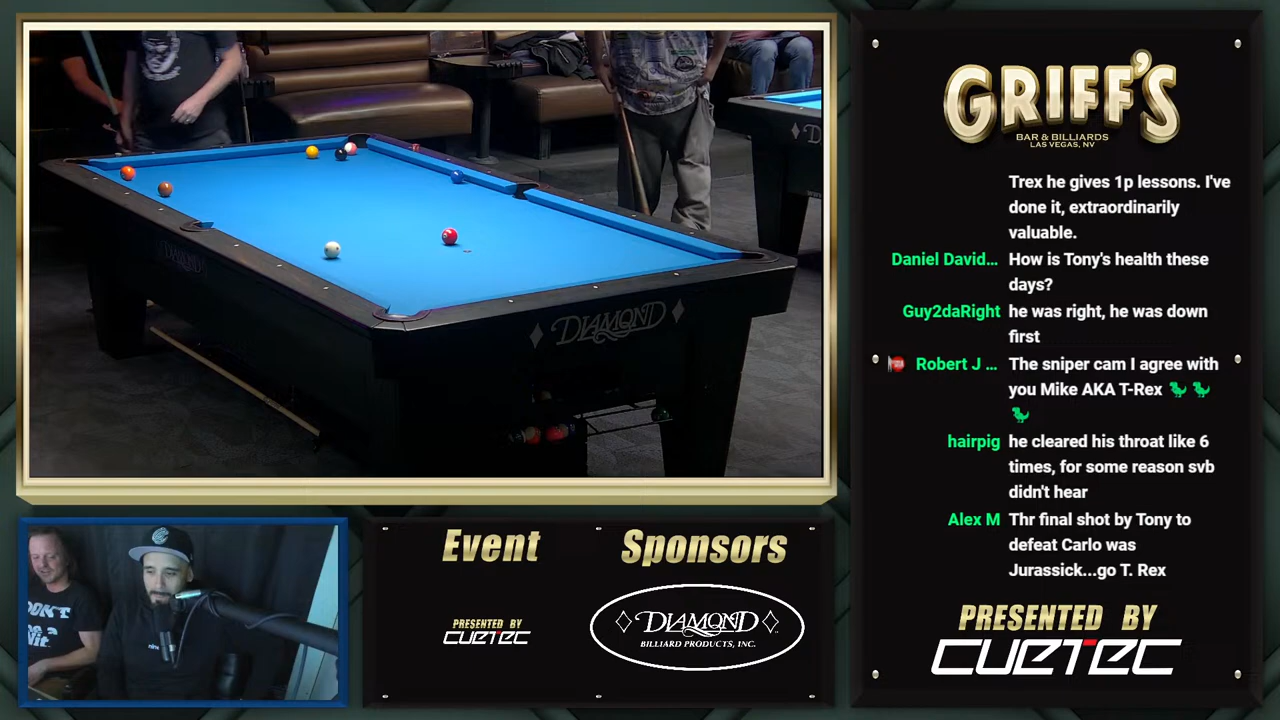 GRIFF'S
BAR & BILLIARDS
LAS VEGAS, NV
Trex he gives 1p lessons. I've
done it, extraordinarily
valuable.
Daniel David... How is Tony's health these
days?
Guy2daRight he was right, he was down
first
Robert J ... The sniper cam I agree with
you Mike AKA T-Rex 🦖 🦖
🦖
hairpig he cleared his throat like 6
times, for some reason svb
didn't hear
Alex M Thr final shot by Tony to
defeat Carlo was
Jurassick...go T. Rex
PRESENTED BY
CUETEC
DIAMOND
DIAMOND
Event Sponsors
PRESENTED BY
CUETEC
DIAMOND
BILLIARD PRODUCTS, INC.